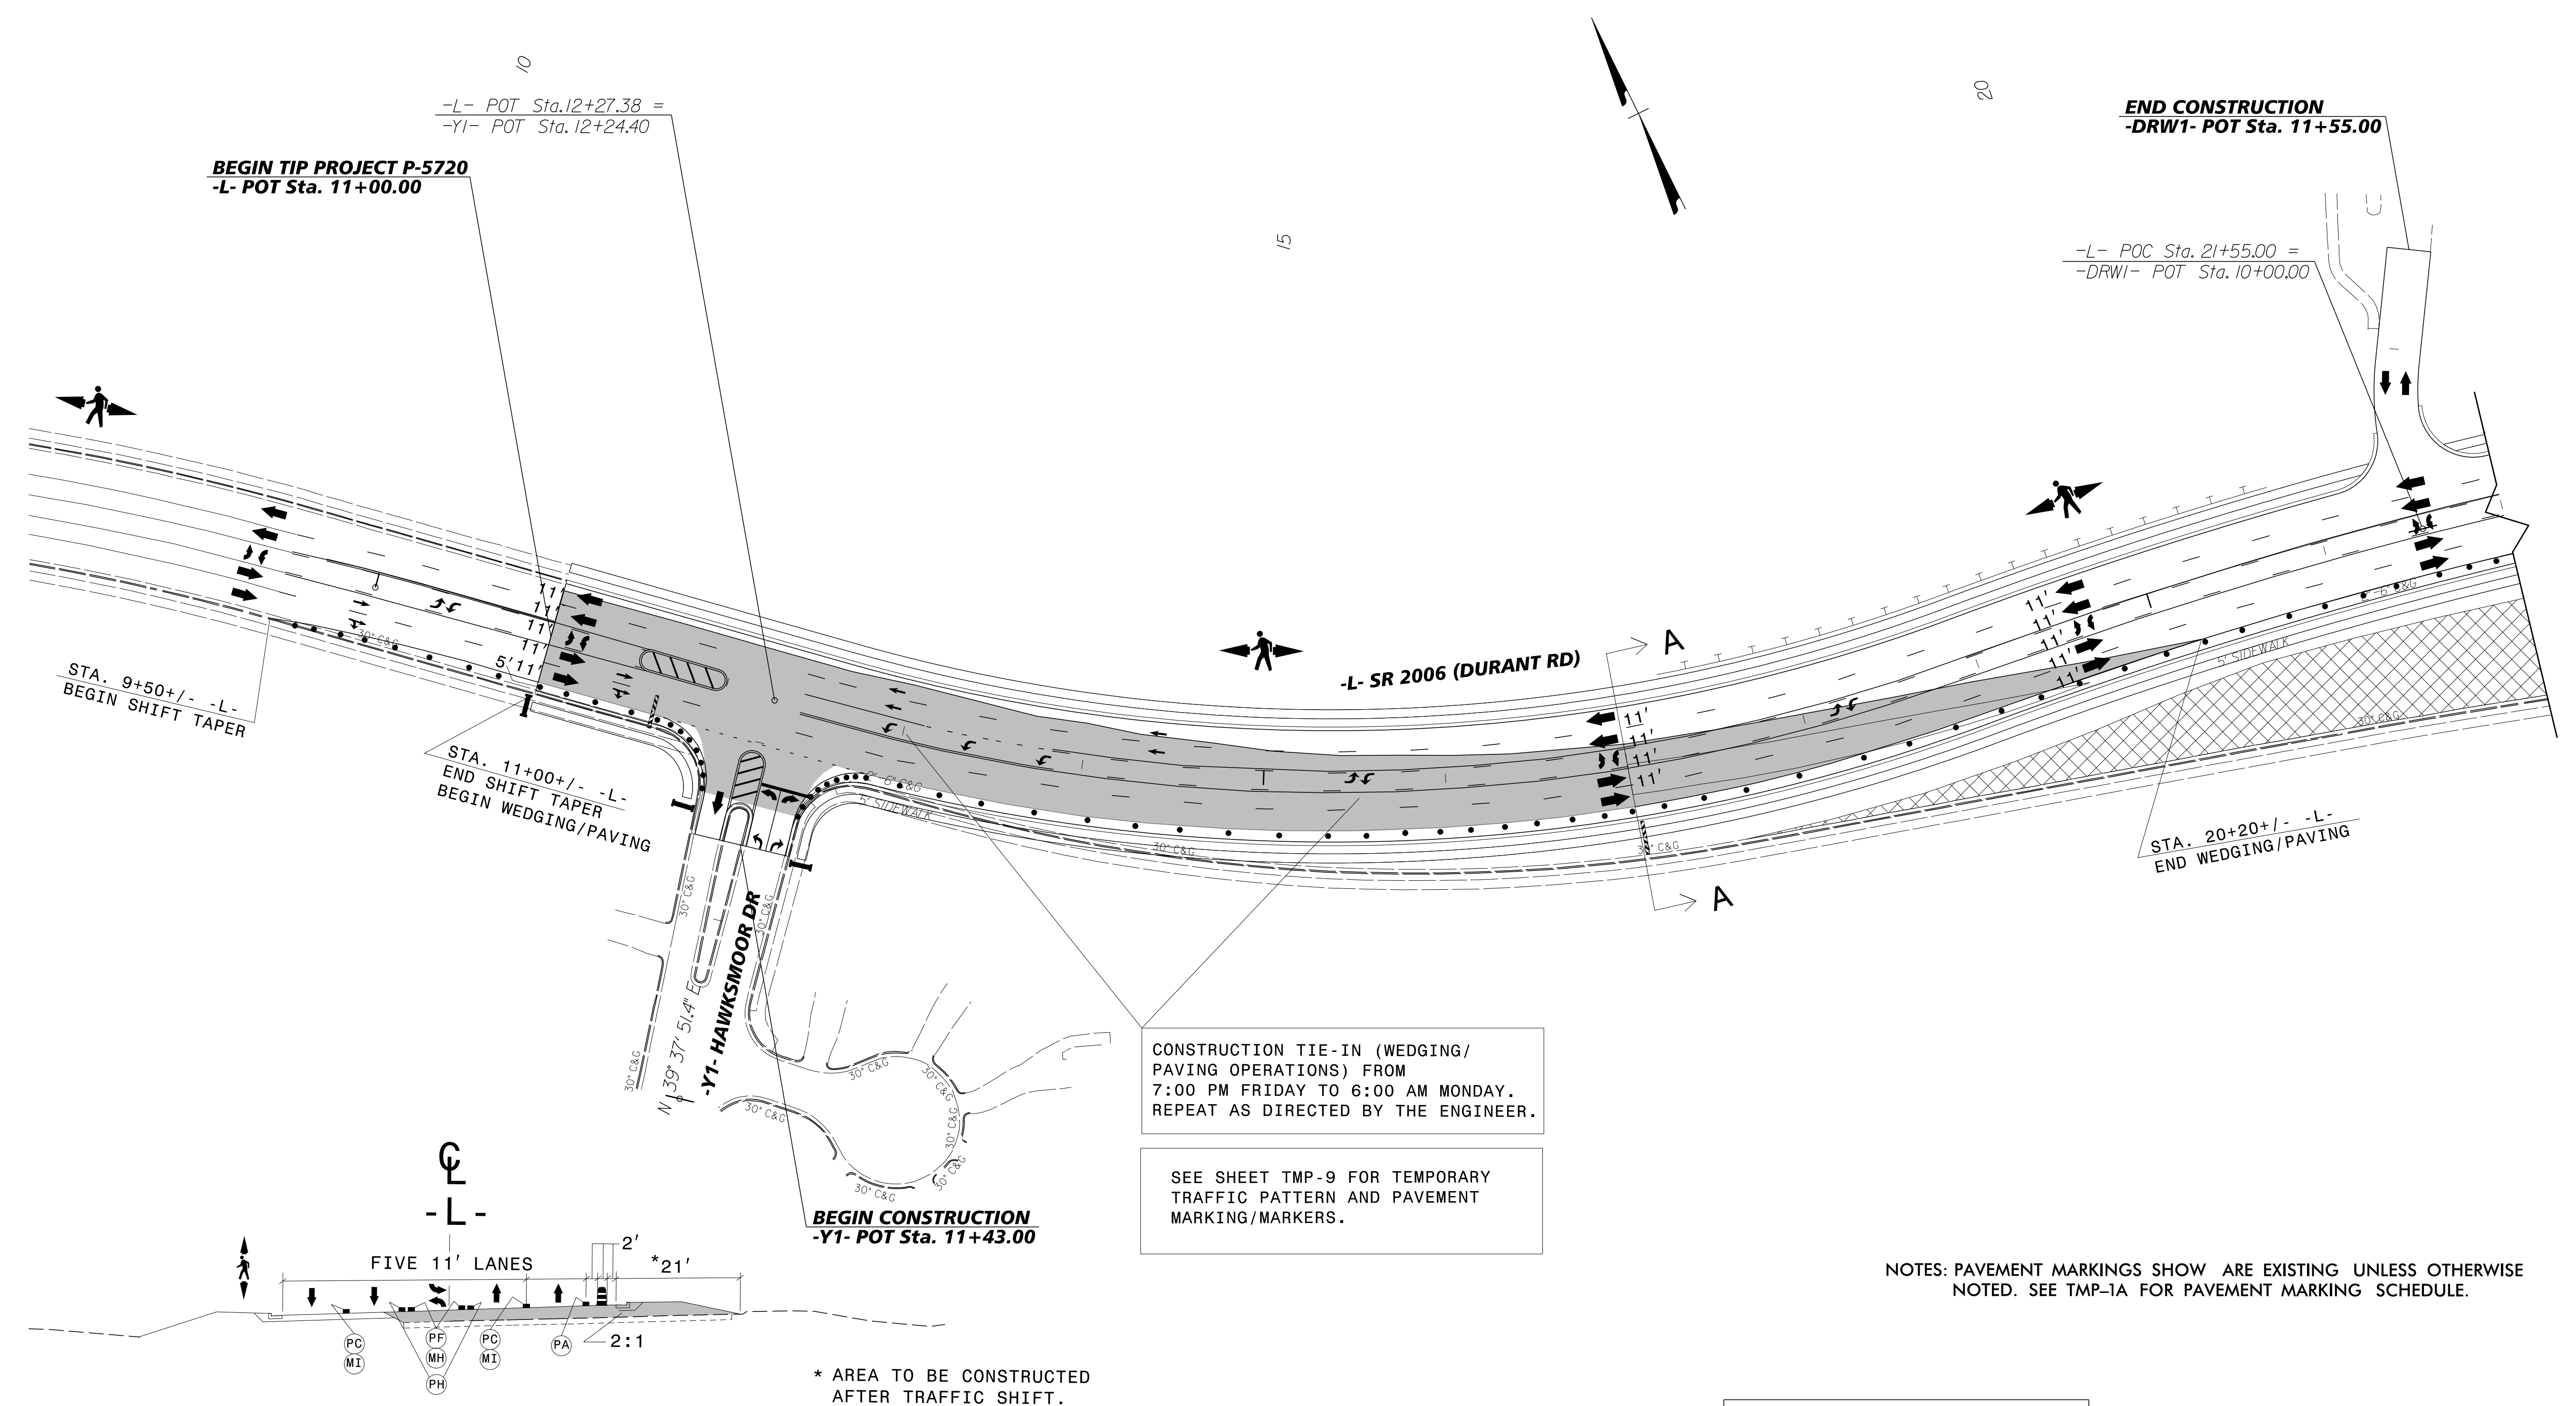 10
-L- POT Sta. 12+27.38 =
-Y1- POT Sta. 12+24.40
BEGIN TIP PROJECT P-5720
-L- POT Sta. 11+00.00
15
20
END CONSTRUCTION
-DRW1- POT Sta. 11+55.00
-L- POC Sta. 21+55.00 =
-DRW1- POT Sta. 10+00.00
11'
11'
11'
11'
5' 11'
30" C&G
STA. 9+50+/- -L-
BEGIN SHIFT TAPER
STA. 11+00+/- -L-
END SHIFT TAPER
BEGIN WEDGING/PAVING
2'-6" C&G
5' SIDEWALK
30" C&G
-L- SR 2006 (DURANT RD)
A
11'
11'
11'
11'
30" C&G
A
11'
11'
11'
11'
11'
2'-6" C&G
5' SIDEWALK
30" C&G
STA. 20+20+/- -L-
END WEDGING/PAVING
30" C&G
30" C&G
30" C&G
N 39° 37' 51.4" E
-Y1- HAWKSMOOR DR
30" C&G
30" C&G
30" C&G
30" C&G
30" C&G
30" C&G
CONSTRUCTION TIE-IN (WEDGING/
PAVING OPERATIONS) FROM
7:00 PM FRIDAY TO 6:00 AM MONDAY.
REPEAT AS DIRECTED BY THE ENGINEER.
SEE SHEET TMP-9 FOR TEMPORARY
TRAFFIC PATTERN AND PAVEMENT
MARKING/MARKERS.
BEGIN CONSTRUCTION
-Y1- POT Sta. 11+43.00
CL
-L-
FIVE 11' LANES
2'
*21'
PC
MI
PF
MH
PH
PC
MI
PA
2:1
* AREA TO BE CONSTRUCTED
AFTER TRAFFIC SHIFT.
NOTES: PAVEMENT MARKINGS SHOW ARE EXISTING UNLESS OTHERWISE
NOTED. SEE TMP-1A FOR PAVEMENT MARKING SCHEDULE.